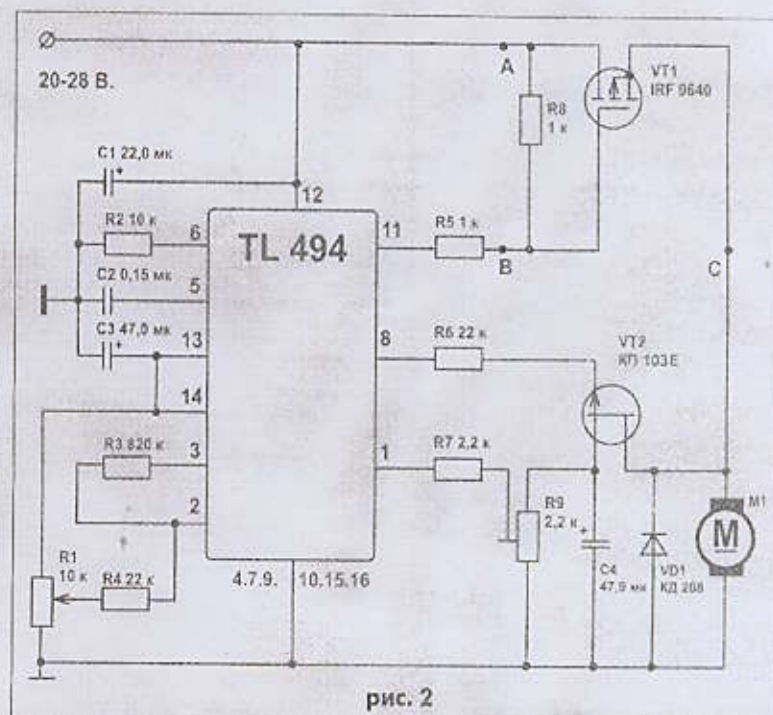 20-28 В.
A
R8
1 к
VT1
IRF 9640
C1 22,0 мк
+
12
R2 10 к
6
TL 494
11
R5 1 к
B
C
C2 0,15 мк
5
C3 47,0 мк
+
13
8
R6 22 к
VT2
КП 103Е
14
R3 820 к
3
1
R7 2,2 к
2
R9
2,2 к
+
M1
M
R1
10 к
R4 22 к
4.7.9.
10.15.16
C4
47,9 мк
VD1
КД 208
рис. 2